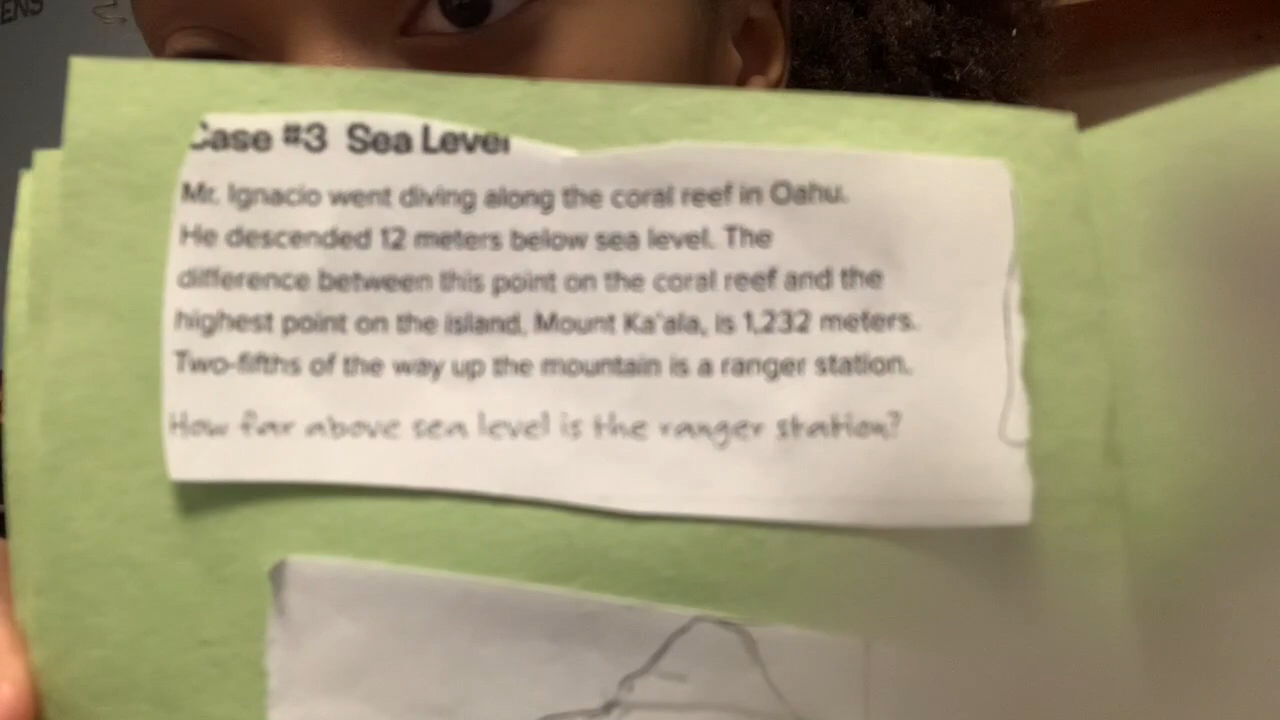 ENS
Case #3 Sea Level
Mr. Ignacio went diving along the coral reef in Oahu.
He descended 12 meters below sea level. The
difference between this point on the coral reef and the
highest point on the island, Mount Ka'ala, is 1,232 meters.
Two-fifths of the way up the mountain is a ranger station.
How far above sea level is the ranger station?